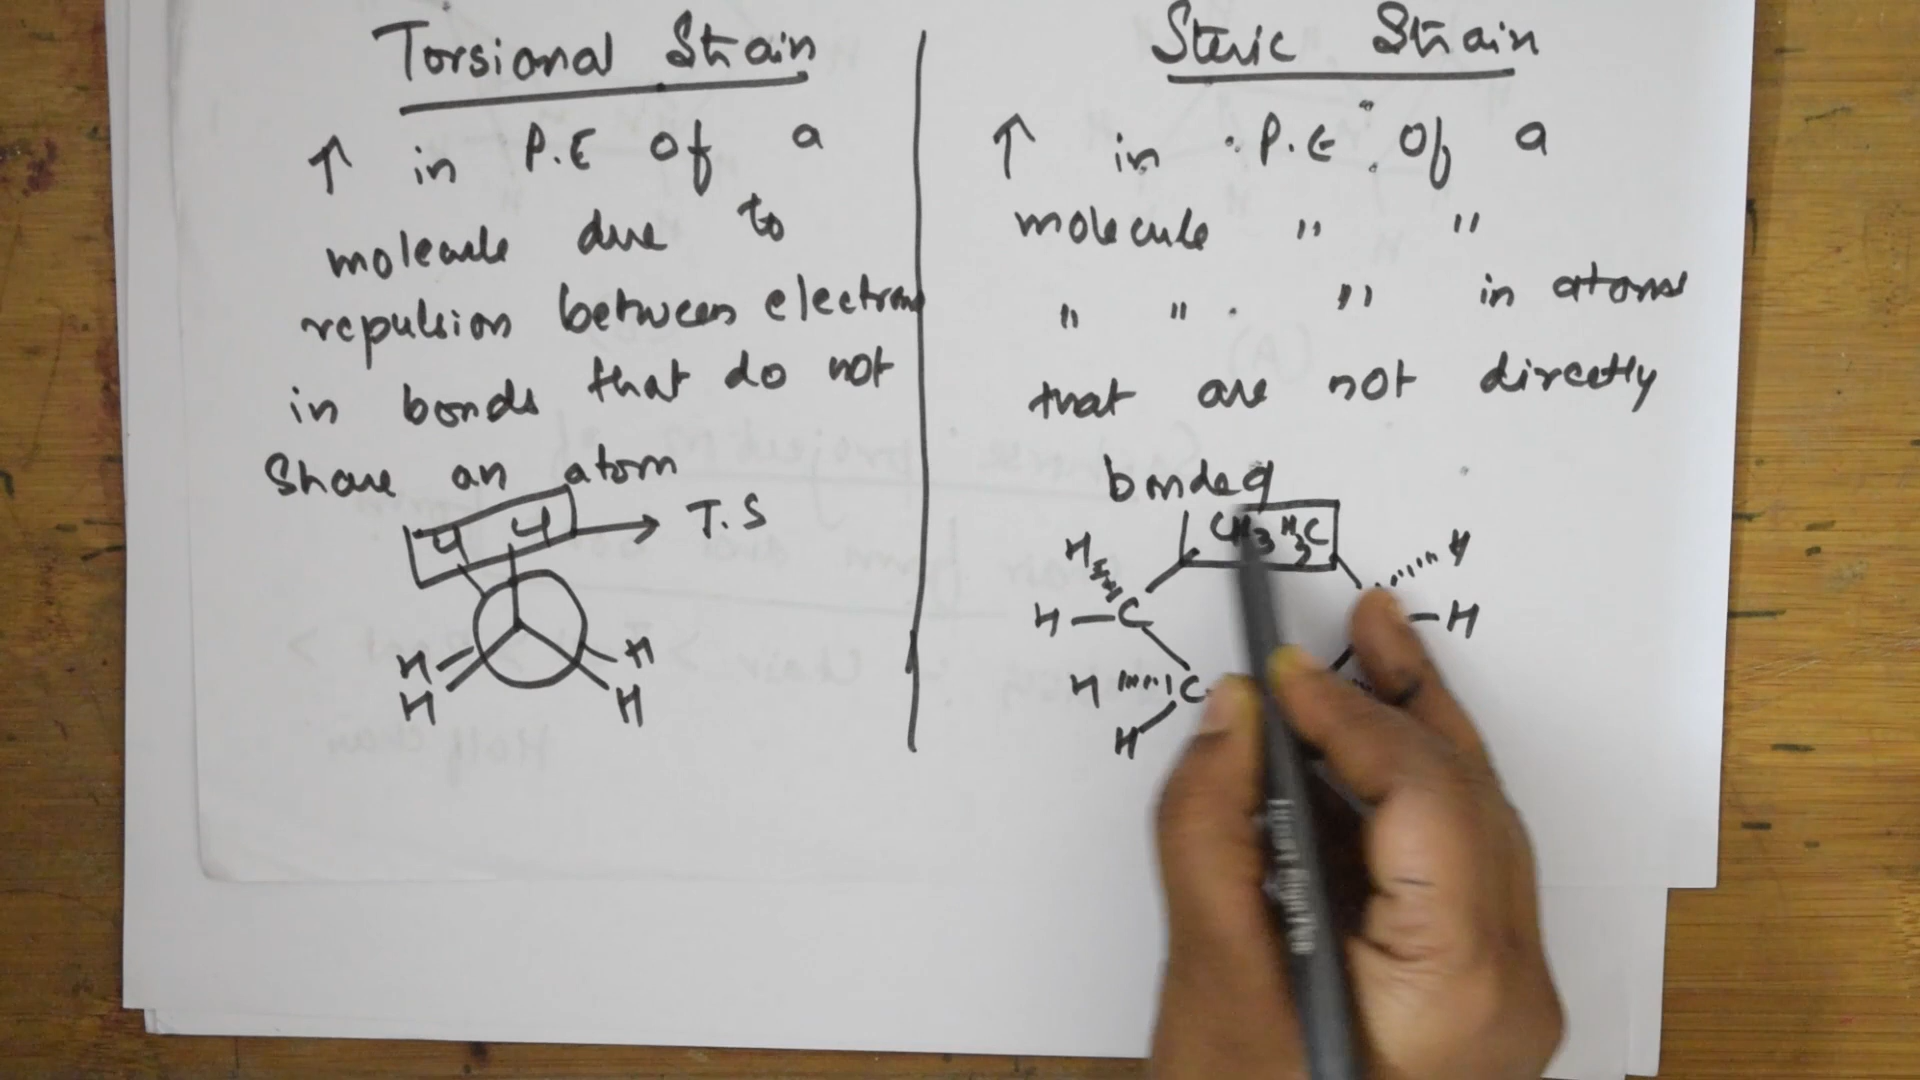 Torsional Strain
↑ in P.E of a
molecule due to
repulsion between electrons
in bonds that do not
Share an atom
H H → T.S
H H
H H
Steric Strain
↑ in P.E of a
molecule " "
" " " in atoms
that are not directly
bonded
CH3 H3C
H H
H - C - H
H C
H